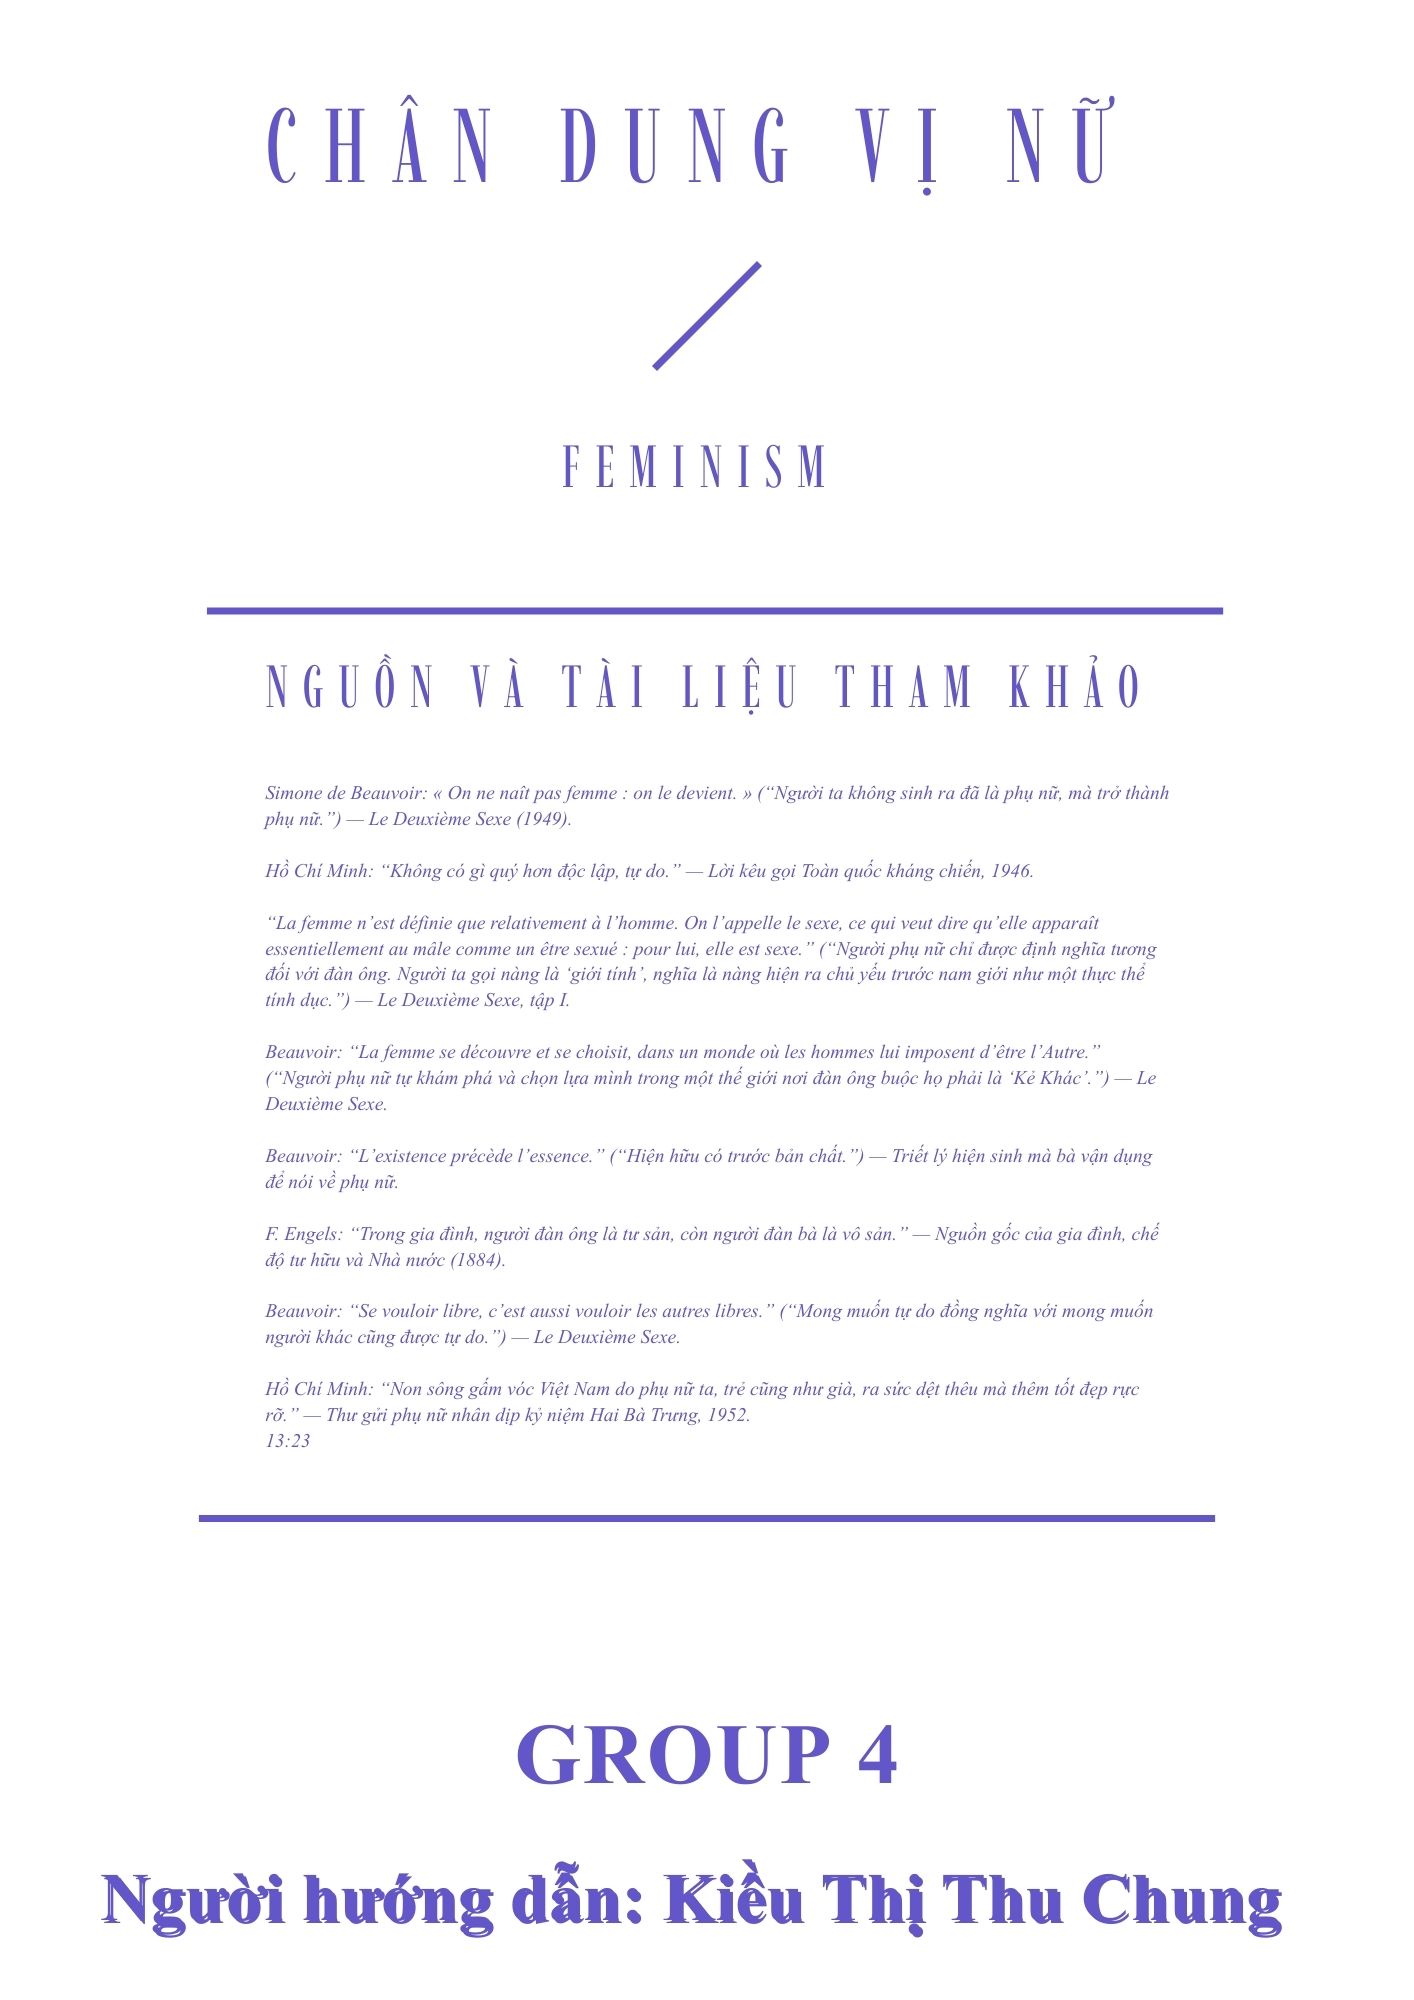 CHÂN DUNG VỊ NỮ
FEMINISM
NGUỒN VÀ TÀI LIỆU THAM KHẢO
Simone de Beauvoir: « On ne naît pas femme : on le devient. » (“Người ta không sinh ra đã là phụ nữ, mà trở thành
phụ nữ.”) — Le Deuxième Sexe (1949).
Hồ Chí Minh: “Không có gì quý hơn độc lập, tự do.” — Lời kêu gọi Toàn quốc kháng chiến, 1946.
“La femme n’est définie que relativement à l’homme. On l’appelle le sexe, ce qui veut dire qu’elle apparaît
essentiellement au mâle comme un être sexué : pour lui, elle est sexe.” (“Người phụ nữ chỉ được định nghĩa tương
đối với đàn ông. Người ta gọi nàng là ‘giới tính’, nghĩa là nàng hiện ra chủ yếu trước nam giới như một thực thể
tính dục.”) — Le Deuxième Sexe, tập I.
Beauvoir: “La femme se découvre et se choisit, dans un monde où les hommes lui imposent d’être l’Autre.”
(“Người phụ nữ tự khám phá và chọn lựa mình trong một thế giới nơi đàn ông buộc họ phải là ‘Kẻ Khác’.”) — Le
Deuxième Sexe.
Beauvoir: “L’existence précède l’essence.” (“Hiện hữu có trước bản chất.”) — Triết lý hiện sinh mà bà vận dụng
để nói về phụ nữ.
F. Engels: “Trong gia đình, người đàn ông là tư sản, còn người đàn bà là vô sản.” — Nguồn gốc của gia đình, chế
độ tư hữu và Nhà nước (1884).
Beauvoir: “Se vouloir libre, c’est aussi vouloir les autres libres.” (“Mong muốn tự do đồng nghĩa với mong muốn
người khác cũng được tự do.”) — Le Deuxième Sexe.
Hồ Chí Minh: “Non sông gấm vóc Việt Nam do phụ nữ ta, trẻ cũng như già, ra sức dệt thêu mà thêm tốt đẹp rực
rỡ.” — Thư gửi phụ nữ nhân dịp kỷ niệm Hai Bà Trưng, 1952.
13:23
GROUP 4
Người hướng dẫn: Kiều Thị Thu Chung